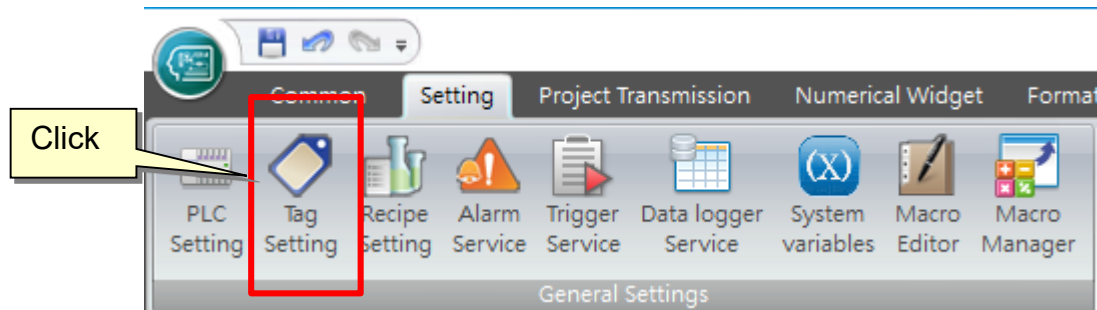 Common Setting Project Transmission Numerical Widget Format
Click
PLC Tag Recipe Alarm Trigger Data logger System Macro Macro
Setting Setting Setting Service Service Service variables Editor Manager
General Settings